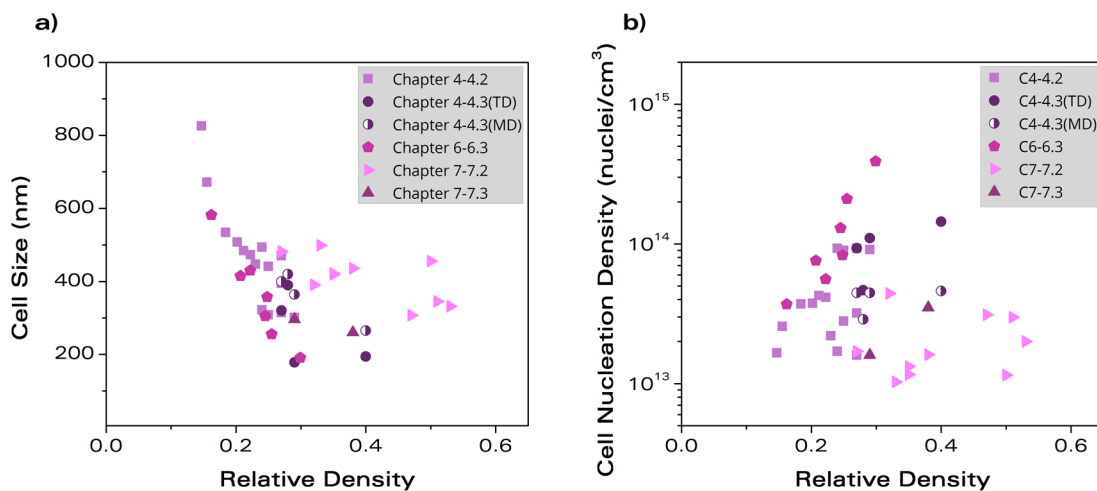 a)
1000
800
600
400
200
0.0
0.2
0.4
0.6
Cell Size (nm)
Relative Density
Chapter 4-4.2
Chapter 4-4.3(TD)
Chapter 4-4.3(MD)
Chapter 6-6.3
Chapter 7-7.2
Chapter 7-7.3
b)
10^15
10^14
10^13
0.0
0.2
0.4
0.6
Cell Nucleation Density (nuclei/cm^3)
Relative Density
C4-4.2
C4-4.3(TD)
C4-4.3(MD)
C6-6.3
C7-7.2
C7-7.3